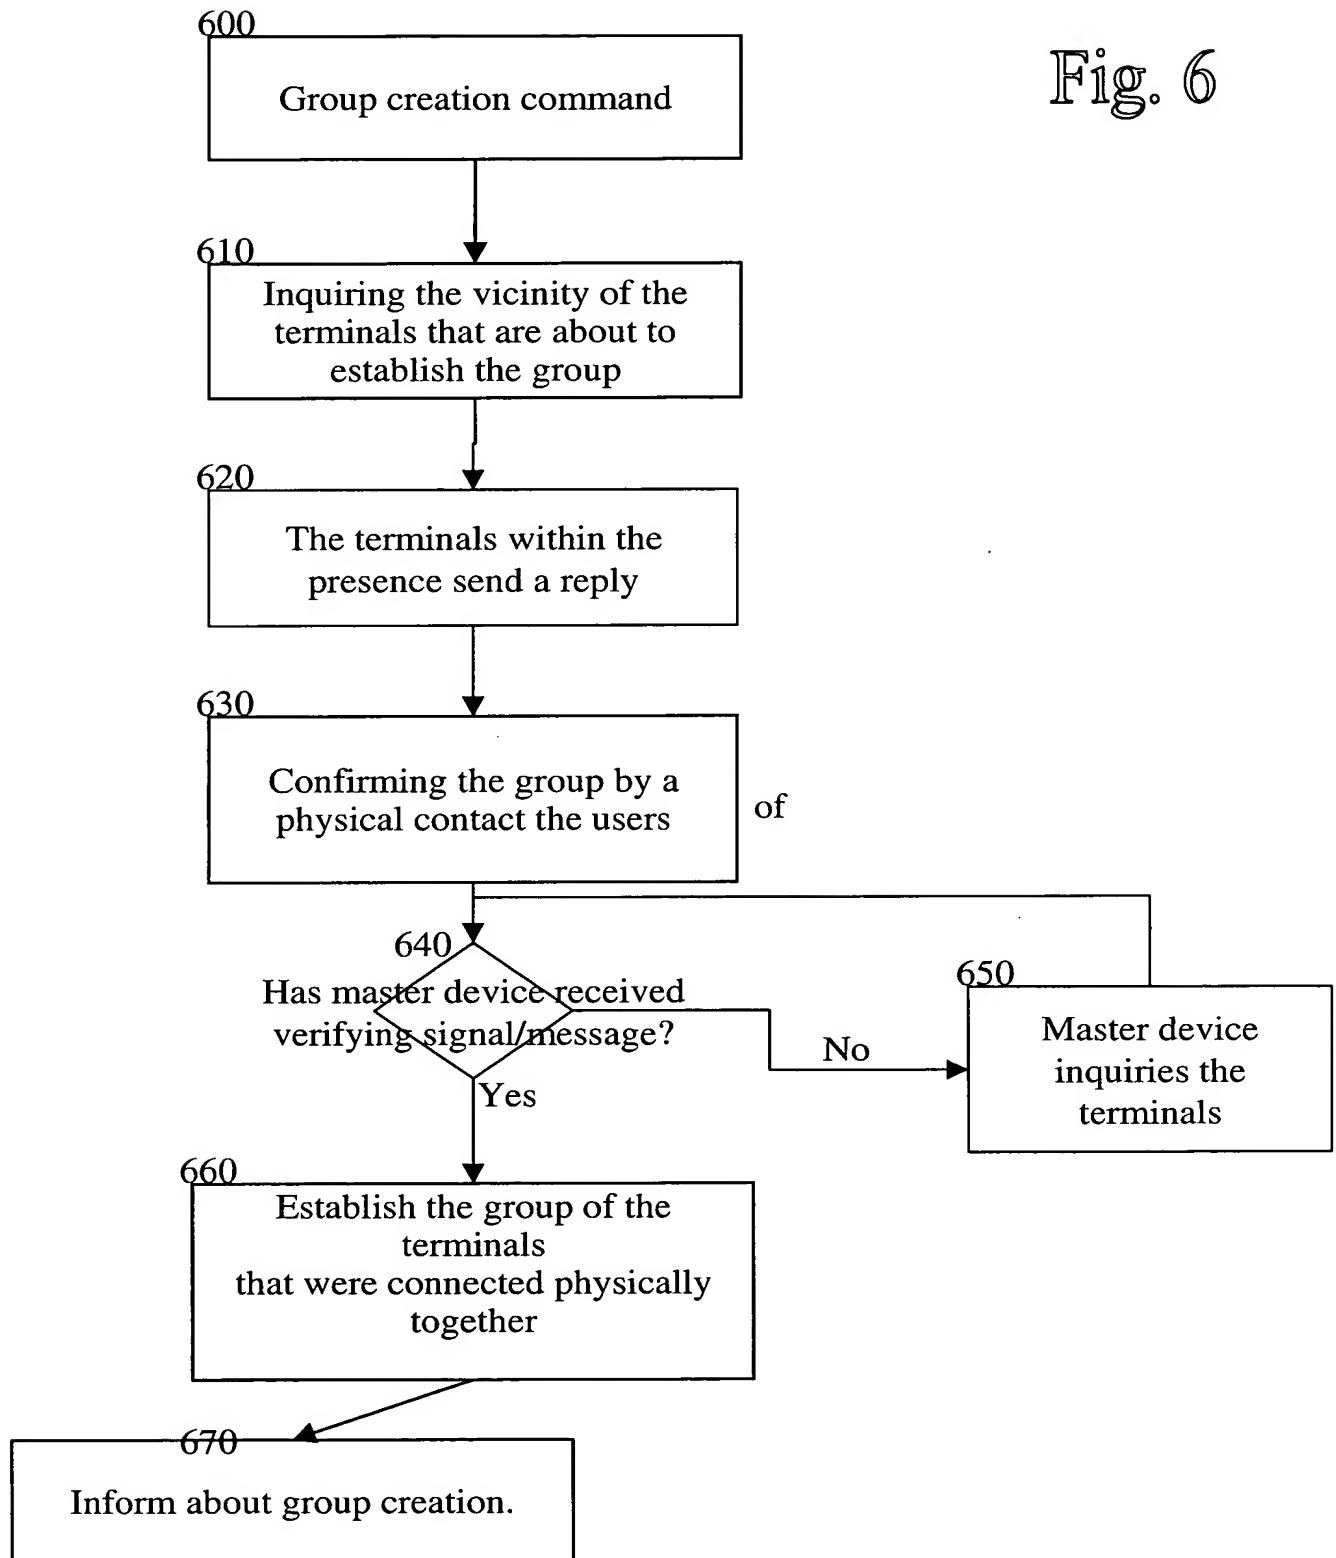 600
Fig. 6
Group creation command
610
Inquiring the vicinity of the
terminals that are about to
establish the group
620
The terminals within the
presence send a reply
630
Confirming the group by a
physical contact the users
of
640
Has master device received
verifying signal/message?
No
Yes
650
Master device
inquiries the
terminals
660
Establish the group of the
terminals
that were connected physically
together
670
Inform about group creation.